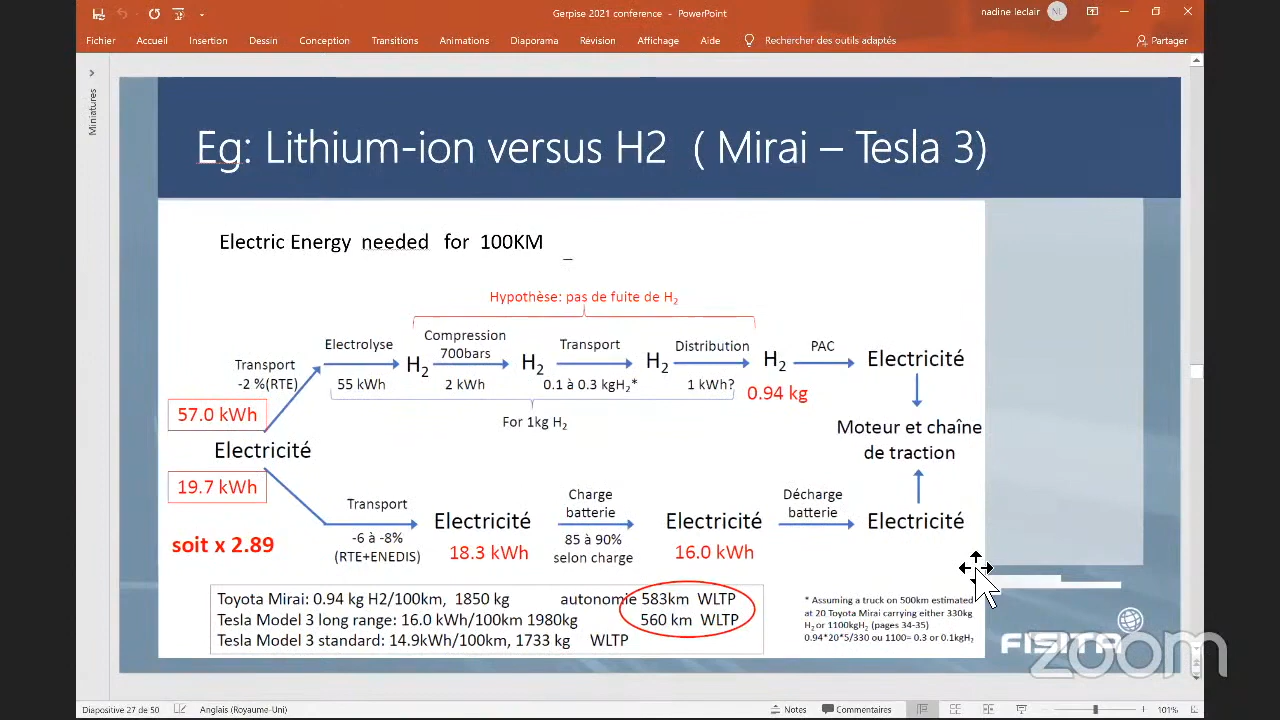 Gerpise 2021 conference - PowerPoint
nadine leclair
NL
Fichier Accueil Insertion Dessin Conception Transitions Animations Diaporama Révision Affichage Aide Rechercher des outils adaptés Partager
Miniatures
Eg: Lithium-ion versus H2 ( Mirai – Tesla 3)
Electric Energy needed for 100KM
Hypothèse: pas de fuite de H2
Transport
-2 %(RTE)
Electrolyse
55 kWh
H2
Compression
700bars
2 kWh
H2
Transport
0.1 à 0.3 kgH2*
H2
Distribution
1 kWh?
H2
0.94 kg
PAC
Electricité
For 1kg H2
57.0 kWh
Electricité
19.7 kWh
soit x 2.89
Moteur et chaîne
de traction
Transport
-6 à -8%
(RTE+ENEDIS)
Electricité
18.3 kWh
Charge
batterie
85 à 90%
selon charge
Electricité
16.0 kWh
Décharge
batterie
Electricité
Toyota Mirai: 0.94 kg H2/100km, 1850 kg autonomie 583km WLTP
Tesla Model 3 long range: 16.0 kWh/100km 1980kg 560 km WLTP
Tesla Model 3 standard: 14.9kWh/100km, 1733 kg WLTP
* Assuming a truck on 500km estimated
at 20 Toyota Mirai carrying either 330kg
H2 or 1100kgH2 (pages 34-35)
0.94*20*5/330 ou 1100= 0.3 or 0.1kgH2
FISITA
zoom
Diapositive 27 de 50 Anglais (Royaume-Uni) Notes Commentaires 101%